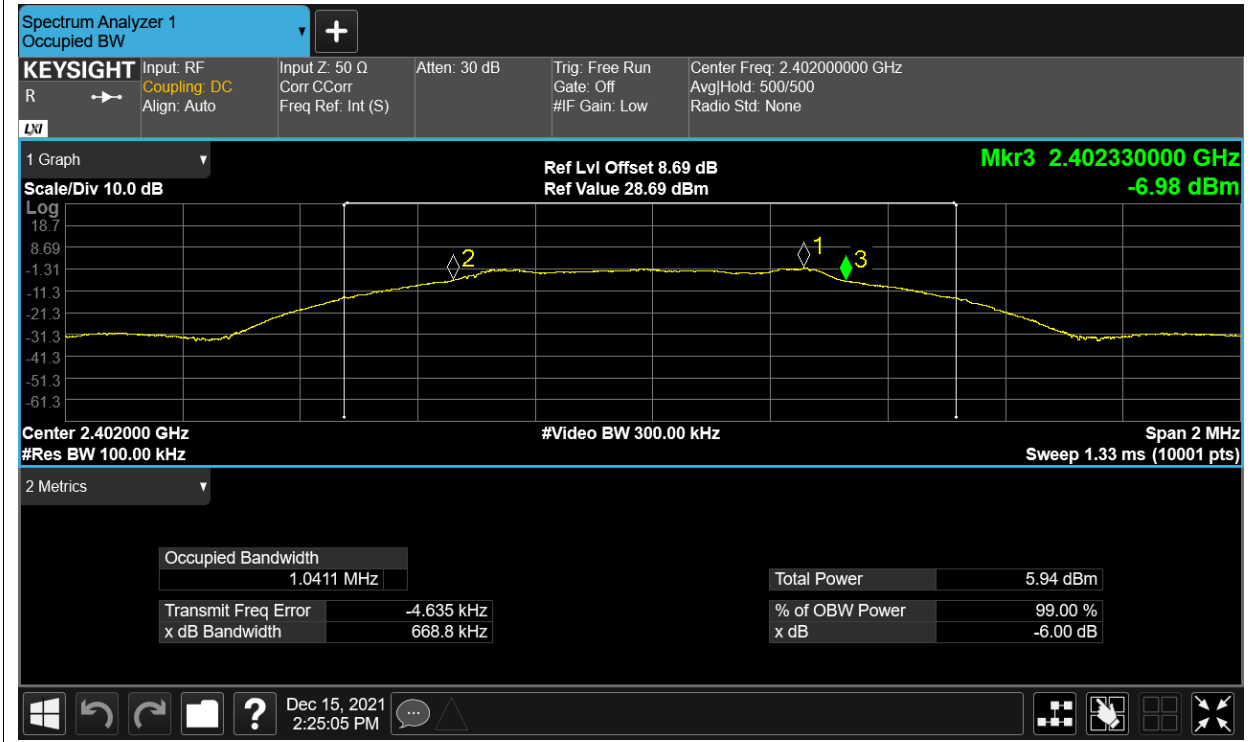 Spectrum Analyzer 1
Occupied BW
KEYSIGHT Input: RF Input Z: 50 Ω Atten: 30 dB Trig: Free Run Center Freq: 2.402000000 GHz
R Coupling: DC Corr CCorr Gate: Off Avg|Hold: 500/500
Align: Auto Freq Ref: Int (S) #IF Gain: Low Radio Std: None
LXI
1 Graph Ref Lvl Offset 8.69 dB Mkr3 2.402330000 GHz
Scale/Div 10.0 dB Ref Value 28.69 dBm -6.98 dBm
Log
18.7
8.69
-1.31
-11.3
-21.3
-31.3
-41.3
-51.3
-61.3
2
1
3
Center 2.402000 GHz #Video BW 300.00 kHz Span 2 MHz
#Res BW 100.00 kHz Sweep 1.33 ms (10001 pts)
2 Metrics
Occupied Bandwidth
1.0411 MHz Total Power 5.94 dBm
Transmit Freq Error -4.635 kHz % of OBW Power 99.00 %
x dB Bandwidth 668.8 kHz x dB -6.00 dB
? Dec 15, 2021
2:25:05 PM